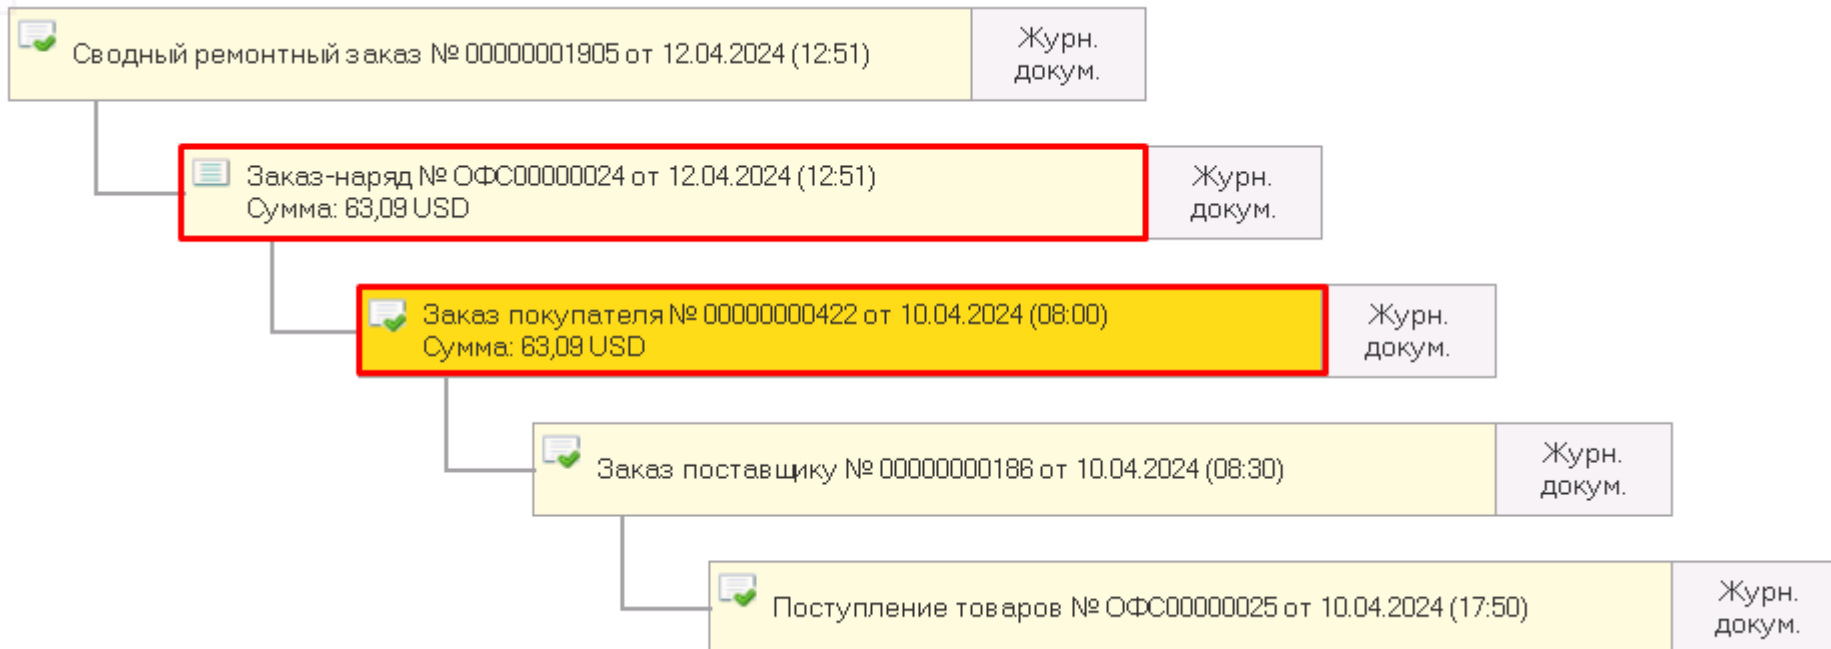 Сводный ремонтный заказ № 00000001905 от 12.04.2024 (12:51)
Журн.
докум.
Заказ-наряд № ОФС00000024 от 12.04.2024 (12:51)
Сумма: 63,09 USD
Журн.
докум.
Заказ покупателя № 00000000422 от 10.04.2024 (08:00)
Сумма: 63,09 USD
Журн.
докум.
Заказ поставщику № 00000000186 от 10.04.2024 (08:30)
Журн.
докум.
Поступление товаров № ОФС00000025 от 10.04.2024 (17:50)
Журн.
докум.